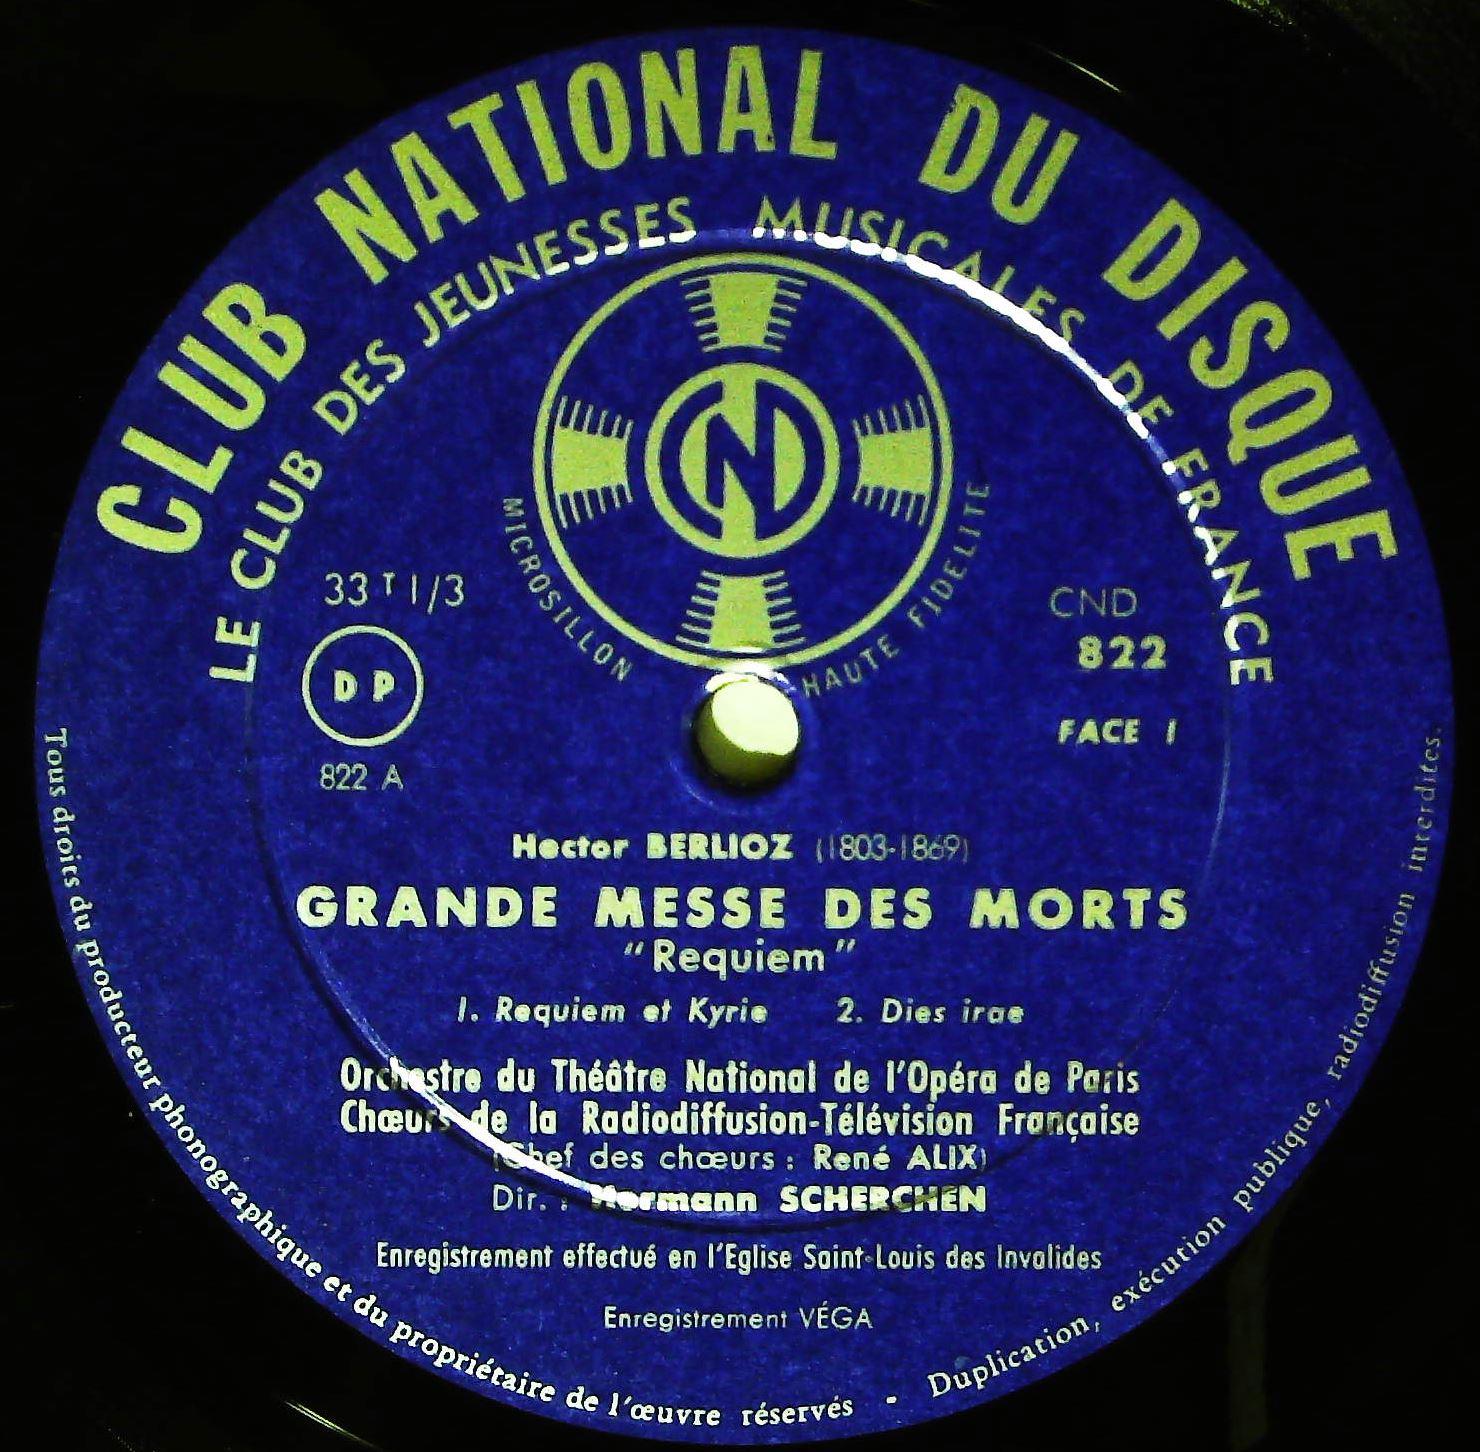 CLUB NATIONAL DU DISQUE
LE CLUB DES JEUNESSES MUSICALES DE FRANCE
N
MICROSILLON HAUTE FIDELITE
33 T 1/3
D P
822 A
CND
822
FACE 1
Hector BERLIOZ (1803-1869)
GRANDE MESSE DES MORTS
"Requiem"
1. Requiem et Kyrie 2. Dies irae
Orchestre du Théâtre National de l'Opéra de Paris
Chœurs de la Radiodiffusion-Télévision Française
(Chef des chœurs : René ALIX)
Dir. : Hermann SCHERCHEN
Enregistrement effectué en l'Eglise Saint-Louis des Invalides
Enregistrement VÉGA
Tous droits du producteur phonographique et du propriétaire de l'œuvre réservés - Duplication, exécution publique, radiodiffusion interdites.